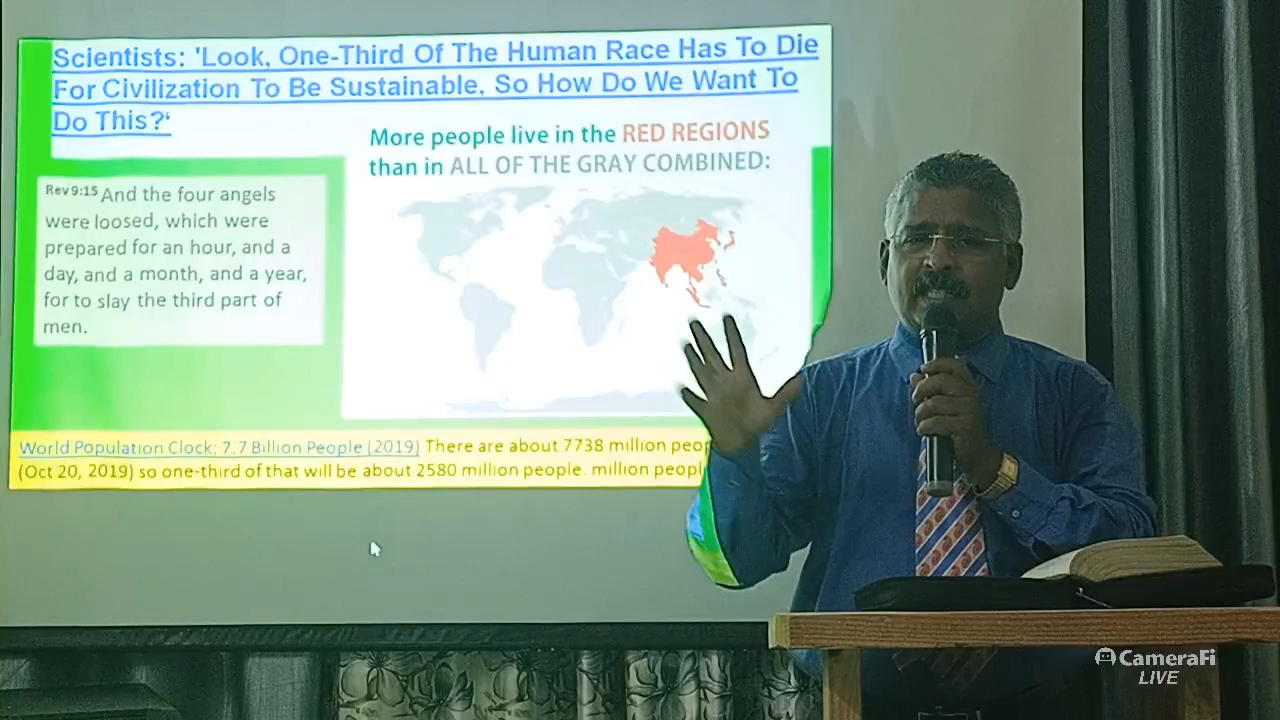 Scientists: 'Look, One-Third Of The Human Race Has To Die
For Civilization To Be Sustainable, So How Do We Want To
Do This?‘
More people live in the RED REGIONS
than in ALL OF THE GRAY COMBINED:
Rev 9:15 And the four angels
were loosed, which were
prepared for an hour, and a
day, and a month, and a year,
for to slay the third part of
men.
World Population Clock: 7.7 Billion People (2019) There are about 7738 million peop
(Oct 20, 2019) so one-third of that will be about 2580 million people. million peopl
CameraFi
LIVE